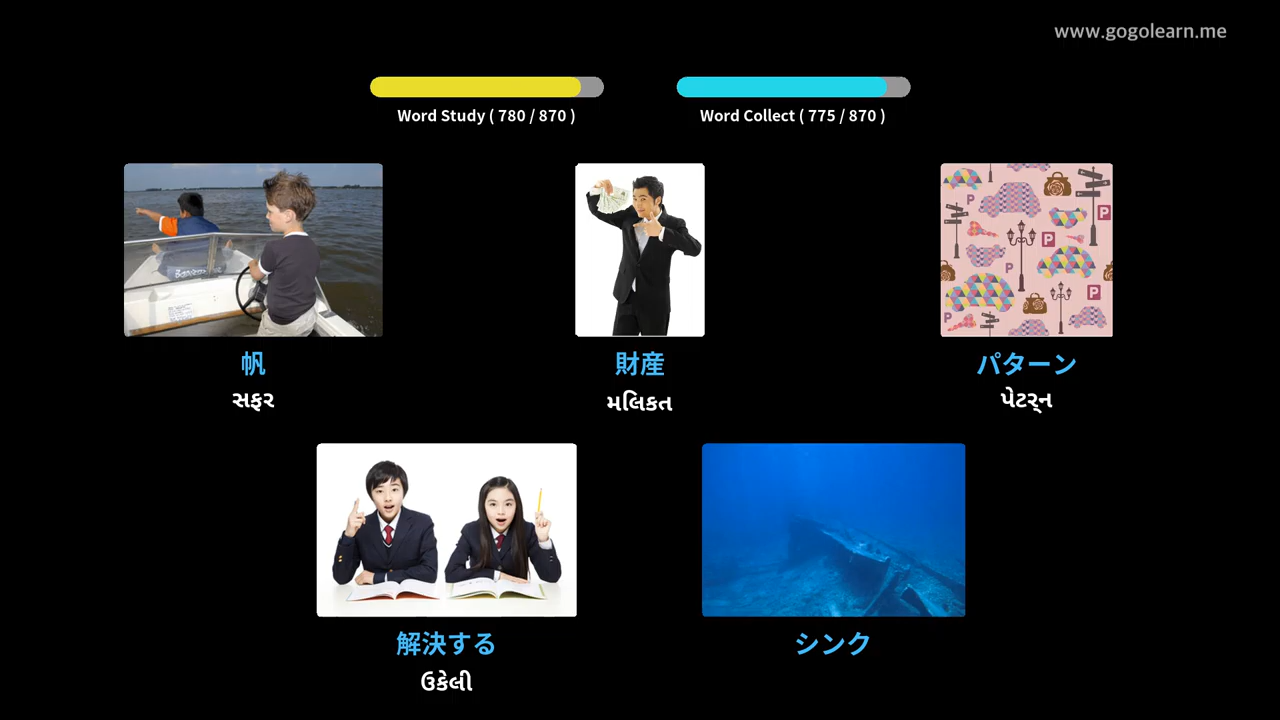 www.gogolearn.me
Word Study ( 780 / 870 )
Word Collect ( 775 / 870 )
帆
财産
パターン
સફર
મલિકત
પેટર્ન
解決する
シンク
ઉકેલી